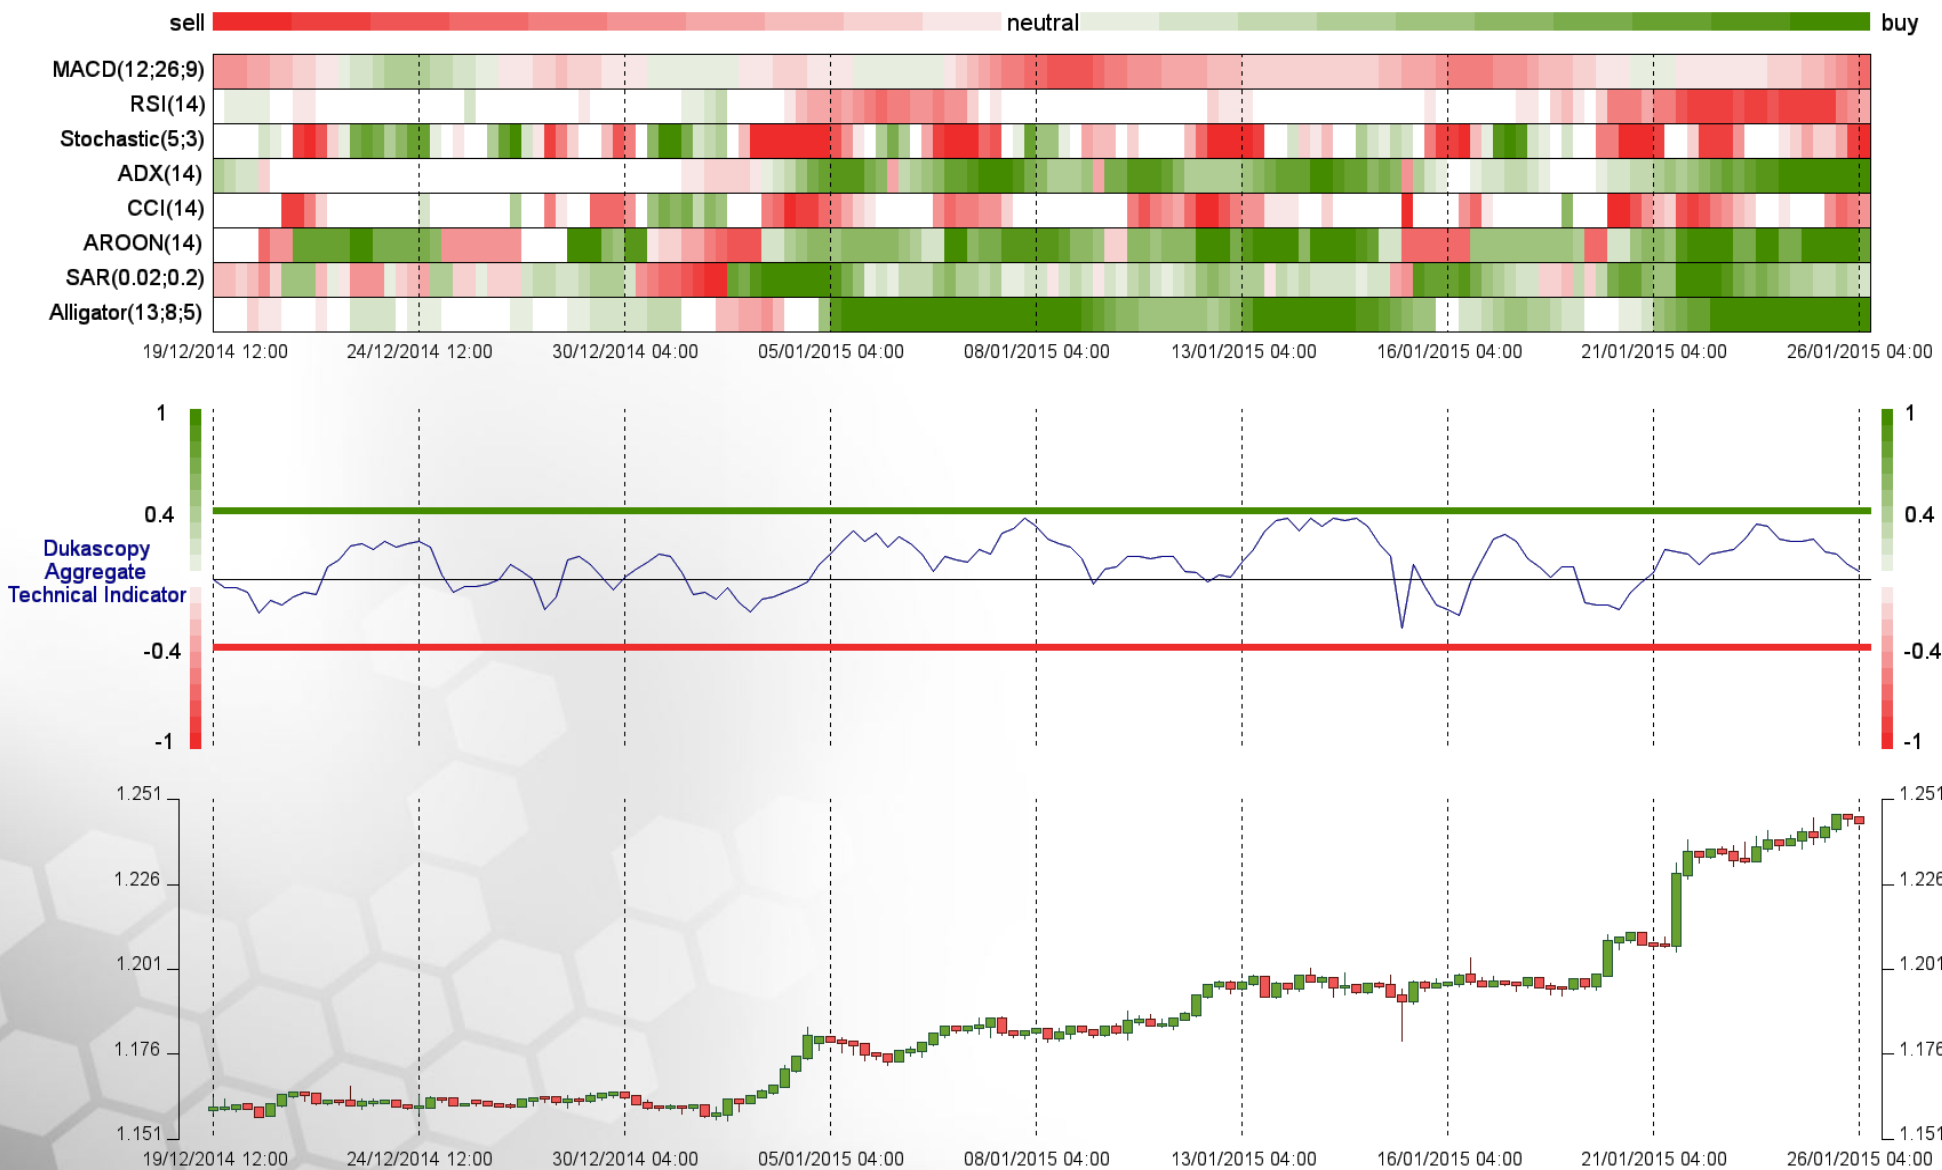 sell neutral buy
MACD(12;26;9)
RSI(14)
Stochastic(5;3)
ADX(14)
CCI(14)
AROON(14)
SAR(0.02;0.2)
Alligator(13;8;5)
19/12/2014 12:00 24/12/2014 12:00 30/12/2014 04:00 05/01/2015 04:00 08/01/2015 04:00 13/01/2015 04:00 16/01/2015 04:00 21/01/2015 04:00 26/01/2015 04:00
1 1
0.4 0.4
Dukascopy
Aggregate
Technical Indicator
-0.4 -0.4
-1 -1
1.251 1.251
1.226 1.226
1.201 1.201
1.176 1.176
1.151 1.151
19/12/2014 12:00 24/12/2014 12:00 30/12/2014 04:00 05/01/2015 04:00 08/01/2015 04:00 13/01/2015 04:00 16/01/2015 04:00 21/01/2015 04:00 26/01/2015 04:00